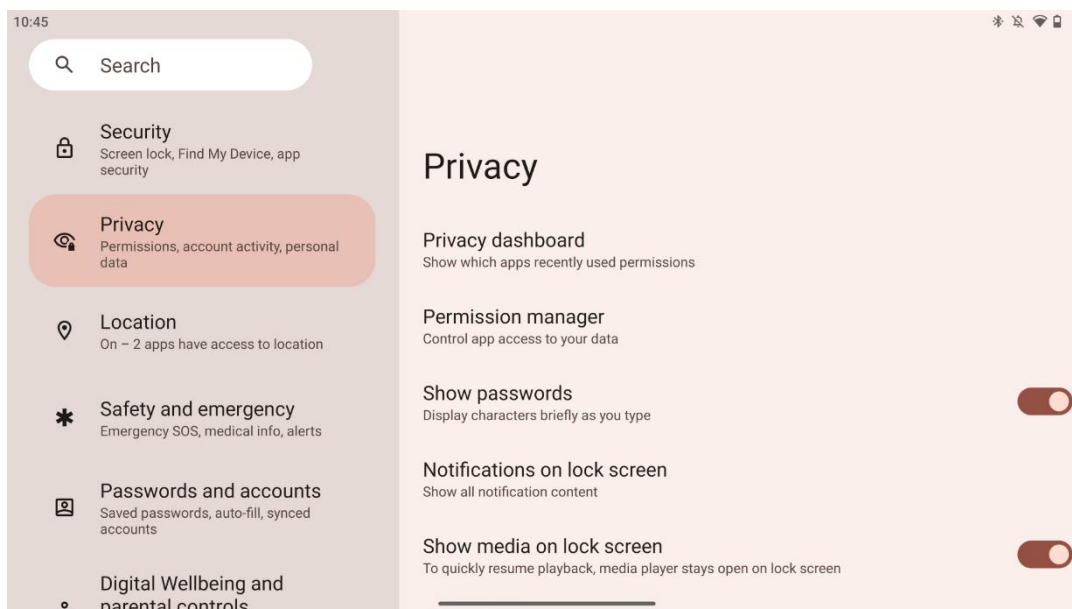 10:45
Search
Security
Screen lock, Find My Device, app
security
Privacy
Permissions, account activity, personal
data
Location
On – 2 apps have access to location
Safety and emergency
Emergency SOS, medical info, alerts
Passwords and accounts
Saved passwords, auto-fill, synced
accounts
Digital Wellbeing and
parental controls
Privacy
Privacy dashboard
Show which apps recently used permissions
Permission manager
Control app access to your data
Show passwords
Display characters briefly as you type
Notifications on lock screen
Show all notification content
Show media on lock screen
To quickly resume playback, media player stays open on lock screen